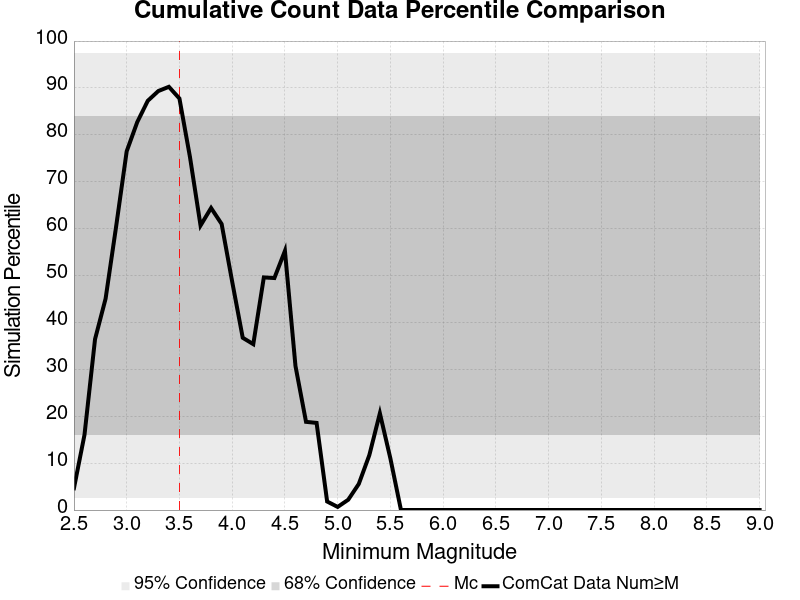 Cumulative Count Data Percentile Comparison
100
90
80
70
60
50
40
30
20
10
0
Simulation Percentile
2.5 3.0 3.5 4.0 4.5 5.0 5.5 6.0 6.5 7.0 7.5 8.0 8.5 9.0
Minimum Magnitude
95% Confidence 68% Confidence Mc ComCat Data Num≥M